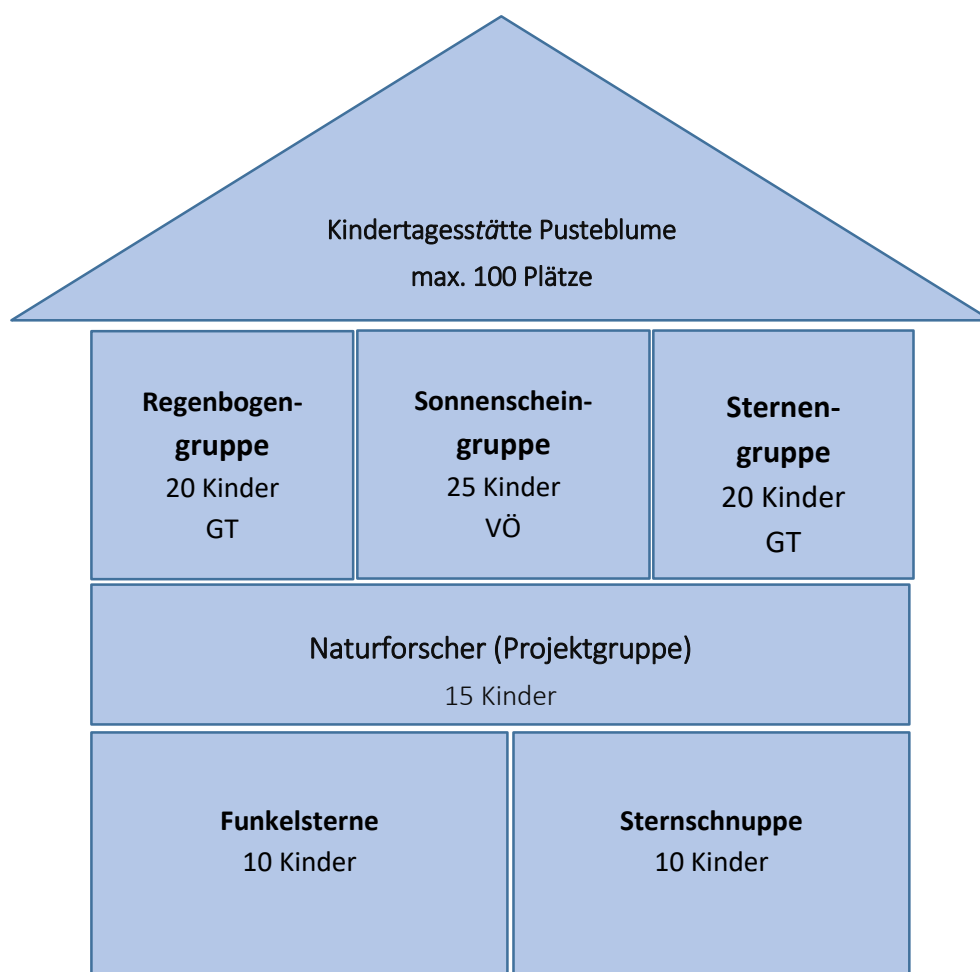 Kindertagesstätte Pusteblume
max. 100 Plätze
Regenbogen-
gruppe
20 Kinder
GT
Sonnenschein-
gruppe
25 Kinder
VÖ
Sternen-
gruppe
20 Kinder
GT
Naturforscher (Projektgruppe)
15 Kinder
Funkelsterne
10 Kinder
Sternschnuppe
10 Kinder